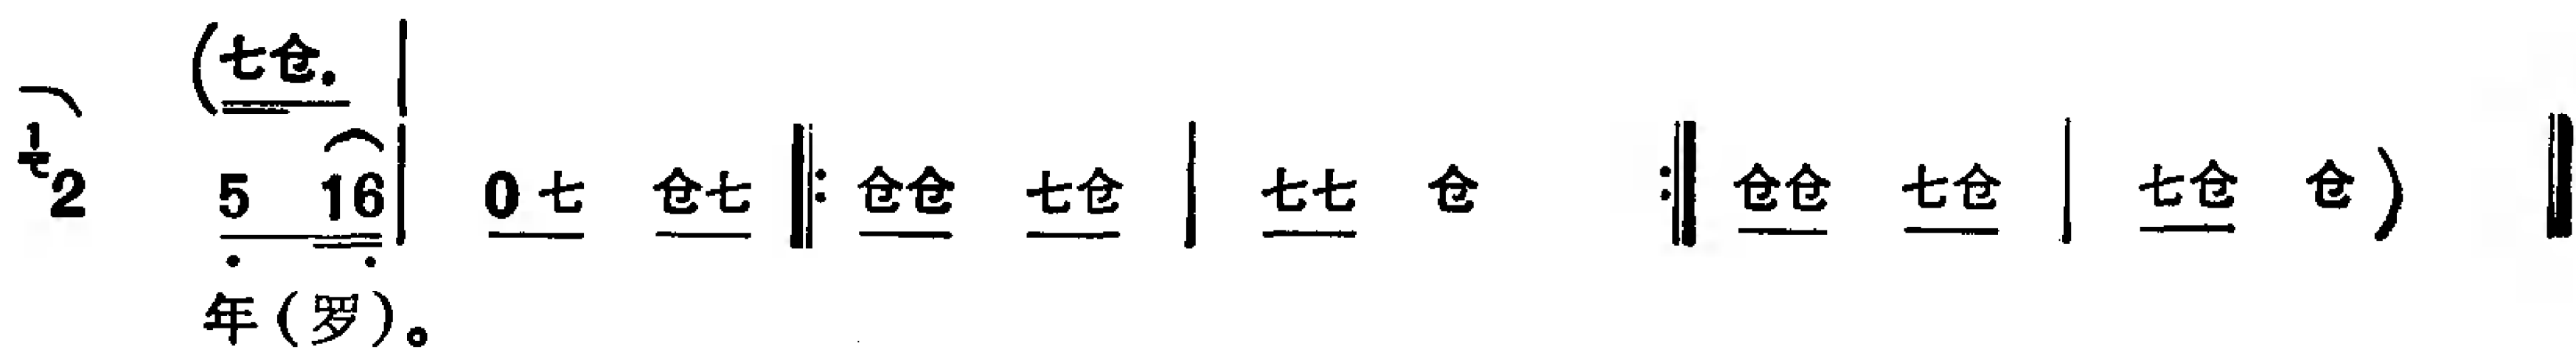 (七仓.
1 2 5 16 0七 仓七 仓仓 七仓 七七 仓 仓仓 七仓 七仓 仓)
年(罗)。